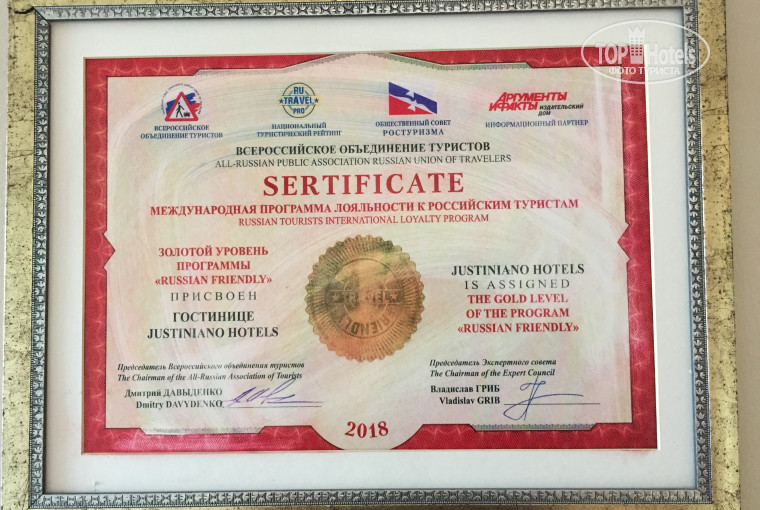 TOP Hotels
ФОТО ТУРИСТА
ВСЕРОССИЙСКОЕ
ОБЪЕДИНЕНИЕ ТУРИСТОВ
RU
TRAVEL
PRO
НАЦИОНАЛЬНЫЙ
ТУРИСТИЧЕСКИЙ РЕЙТИНГ
ОБЩЕСТВЕННЫЙ СОВЕТ
РОСТУРИЗМА
АРГУМЕНТЫ
И ФАКТЫ ИЗДАТЕЛЬСКИЙ
ДОМ
ИНФОРМАЦИОННЫЙ ПАРТНЕР
ВСЕРОССИЙСКОЕ ОБЪЕДИНЕНИЕ ТУРИСТОВ
ALL-RUSSIAN PUBLIC ASSOCIATION RUSSIAN UNION OF TRAVELERS
SERTIFICATE
МЕЖДУНАРОДНАЯ ПРОГРАММА ЛОЯЛЬНОСТИ К РОССИЙСКИМ ТУРИСТАМ
RUSSIAN TOURISTS INTERNATIONAL LOYALTY PROGRAM
ЗОЛОТОЙ УРОВЕНЬ
ПРОГРАММЫ
«RUSSIAN FRIENDLY»
ПРИСВОЕН
ГОСТИНИЦЕ
JUSTINIANO HOTELS
JUSTINIANO HOTELS
IS ASSIGNED
THE GOLD LEVEL
OF THE PROGRAM
«RUSSIAN FRIENDLY»
TRAVEL
FRIENDLY
Председатель Всероссийского объединения туристов
The Chairman of the All-Russian Association of Tourists
Дмитрий ДАВЫДЕНКО
Dmitry DAVYDENKO
Председатель Экспертного совета
The Chairman of the Expert Council
Владислав ГРИБ
Vladislav GRIB
2018